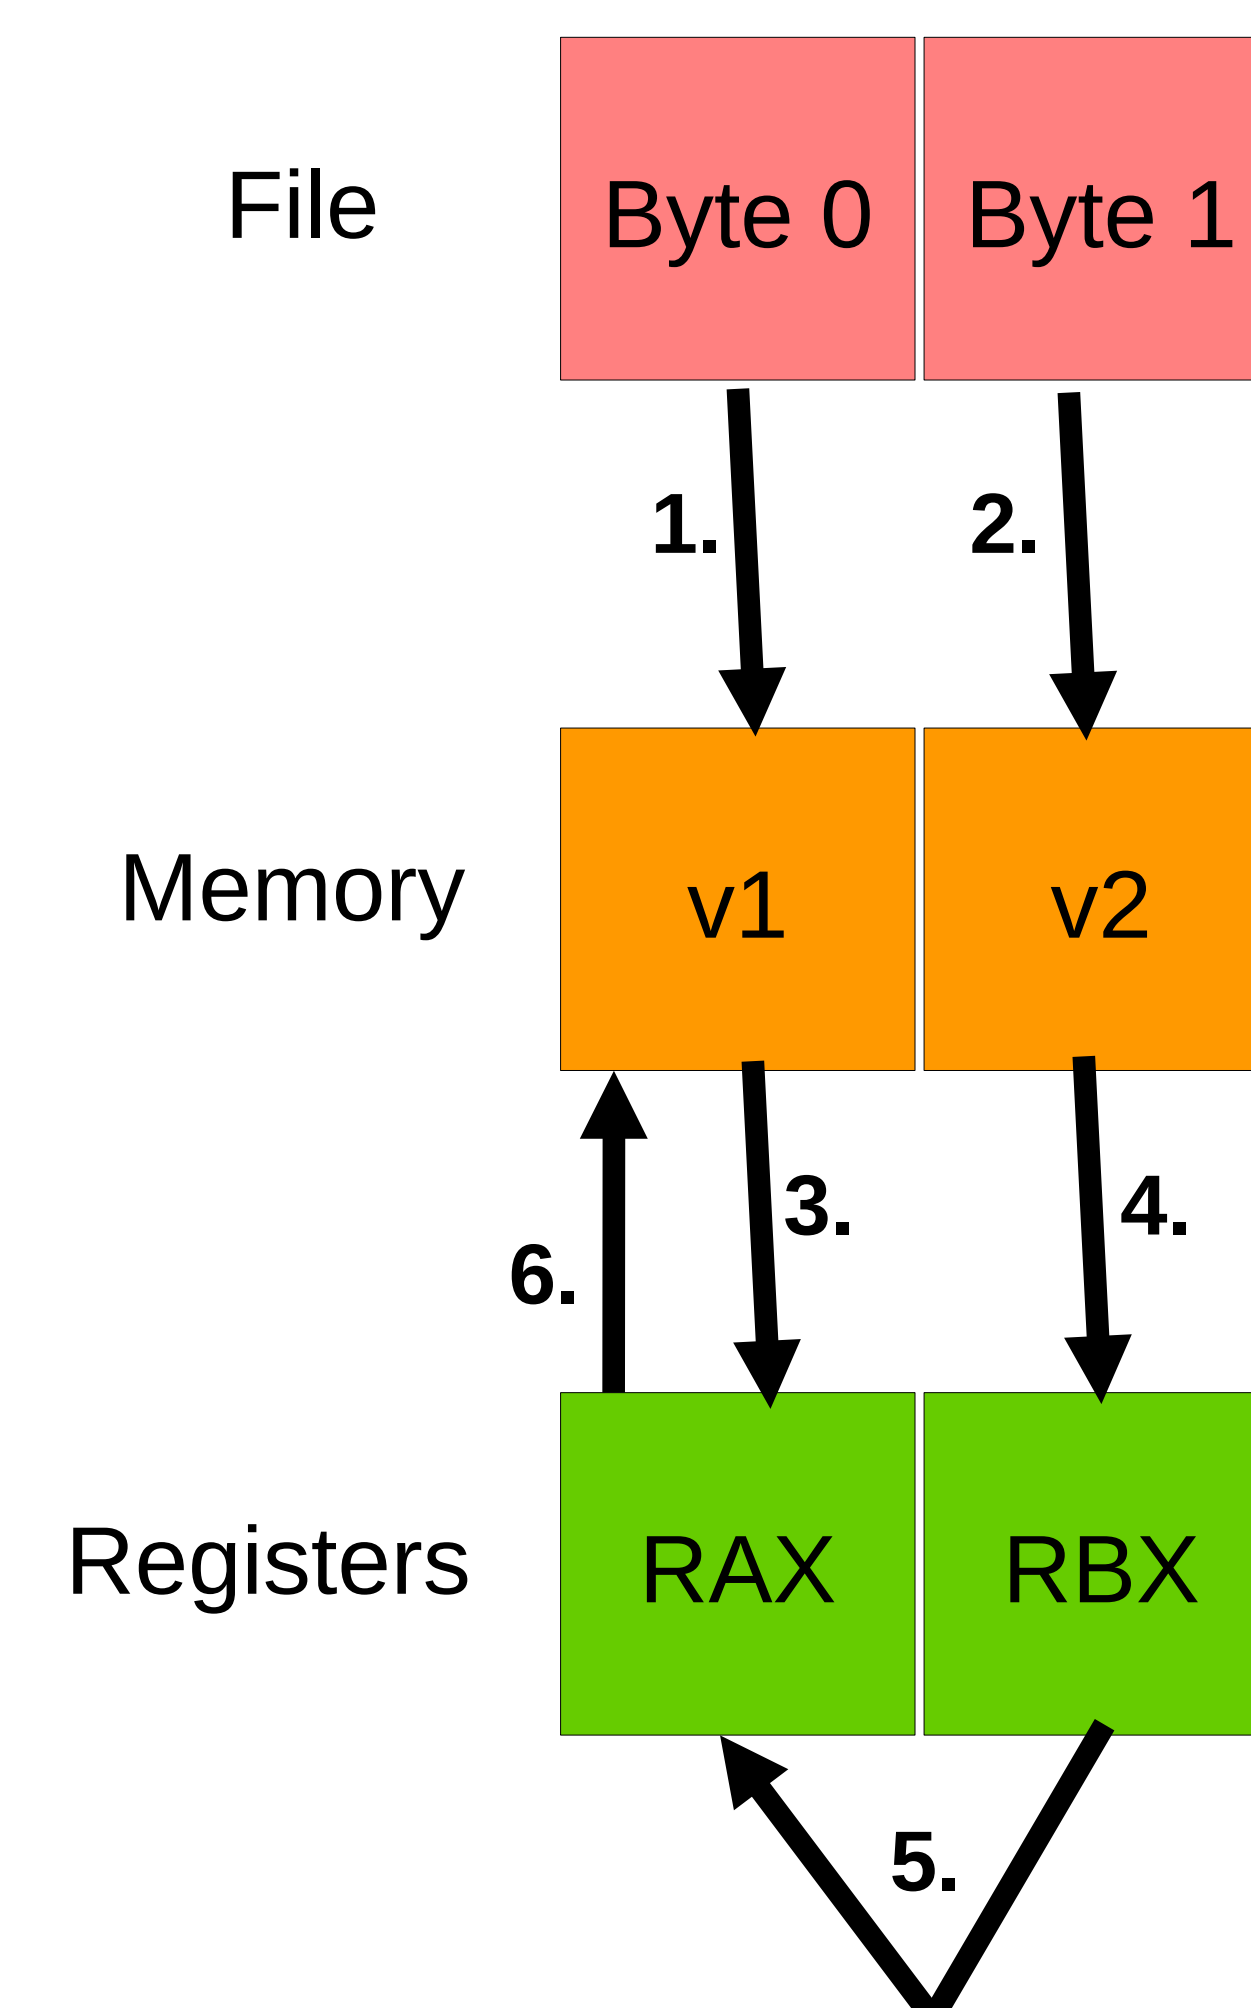 File
Byte 0
Byte 1
1.
2.
Memory
v1
v2
3.
4.
6.
Registers
RAX
RBX
5.